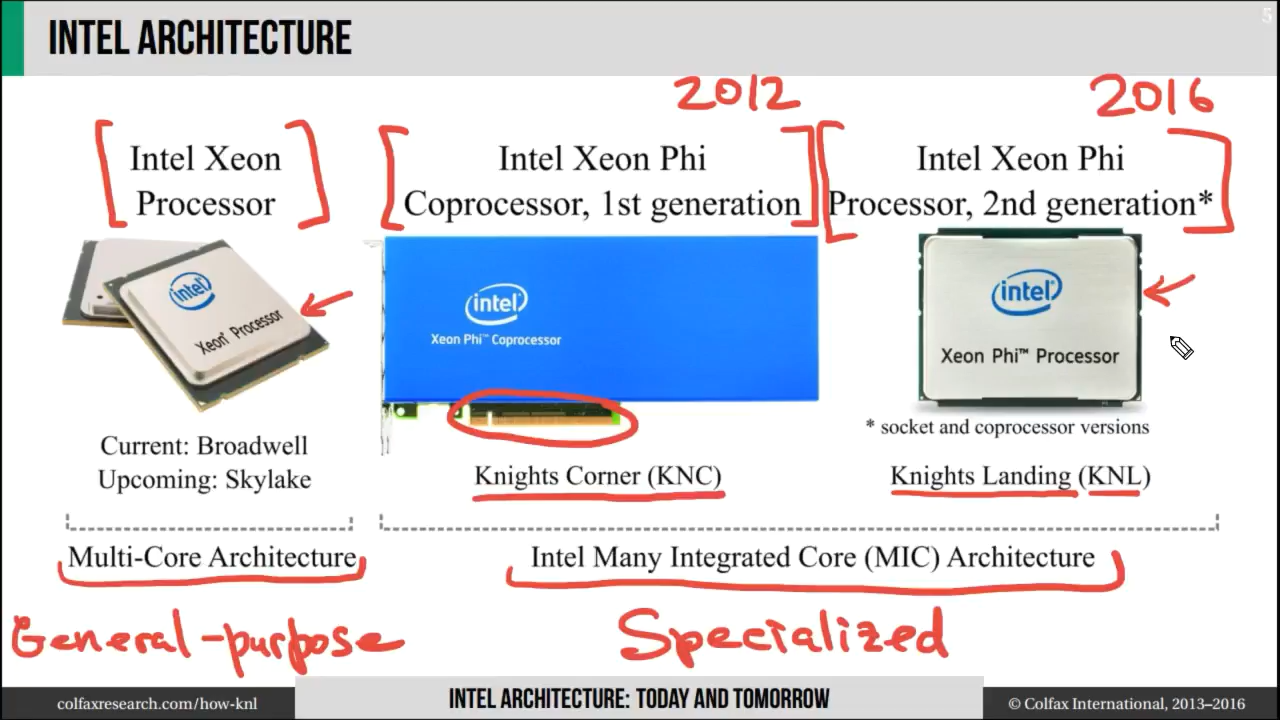 5
INTEL ARCHITECTURE
2012
2016
Intel Xeon
Processor
Intel Xeon Phi
Coprocessor, 1st generation
Intel Xeon Phi
Processor, 2nd generation*
intel
Xeon® Processor
intel
Xeon Phi™ Coprocessor
intel
Xeon Phi™ Processor
* socket and coprocessor versions
Current: Broadwell
Upcoming: Skylake
Knights Corner (KNC)
Knights Landing (KNL)
Multi-Core Architecture
Intel Many Integrated Core (MIC) Architecture
General-purpose
Specialized
colfaxresearch.com/how-knl
INTEL ARCHITECTURE: TODAY AND TOMORROW
© Colfax International, 2013–2016